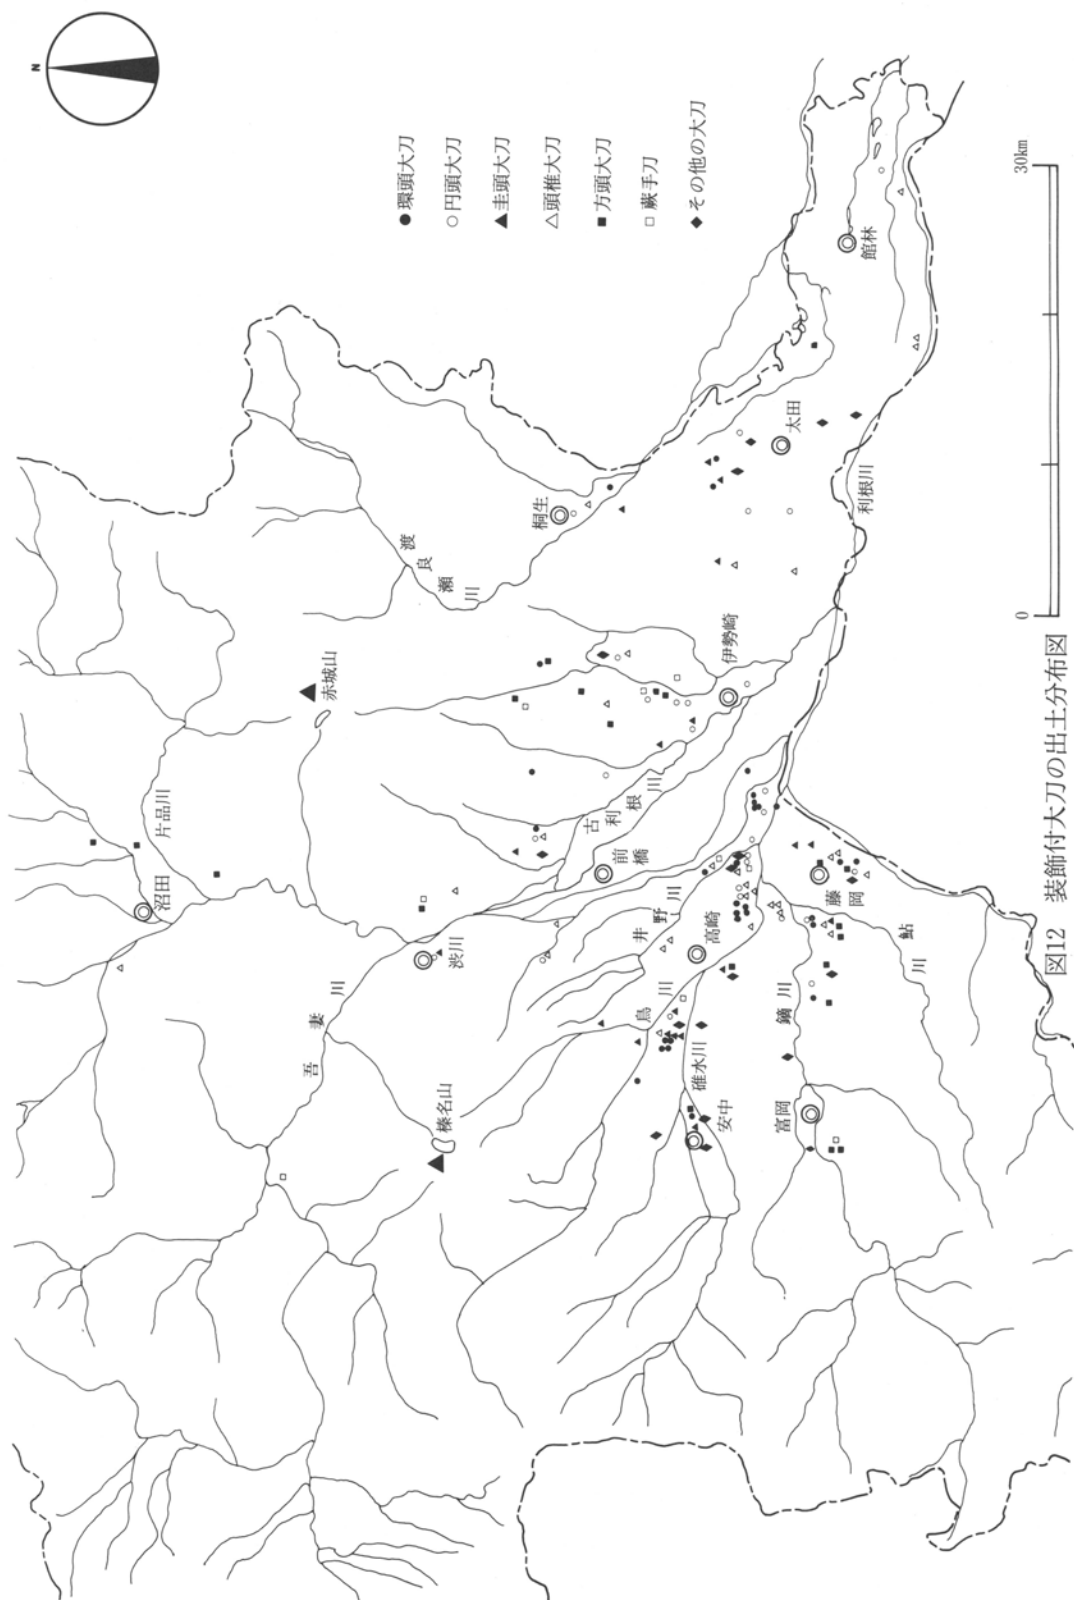 N
●環頭大刀
○円頭大刀
▲圭頭大刀
△頭椎大刀
■方頭大刀
□蕨手刀
◆その他の大刀
片品川
沼田
赤城山
渡良瀬川
桐生
太田
館林
利根川
伊勢崎
古利根川
前橋
渋川
吾妻川
榛名山
井野川
高崎
烏川
碓氷川
安中
藤岡
鮎川
鏑川
富岡
0
30km
図12 装飾付大刀の出土分布図